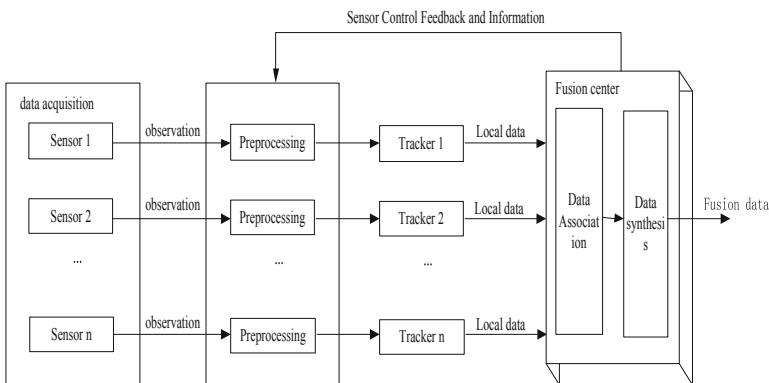 Sensor Control Feedback and Information
data acquisition
Fusion center
Sensor 1
observation
Preprocessing
Tracker 1
Local data
Sensor 2
observation
Preprocessing
Tracker 2
Local data
Data
Associat
ion
Data
synthesi
s
Fusion data
...
...
...
Sensor n
observation
Preprocessing
Tracker n
Local data